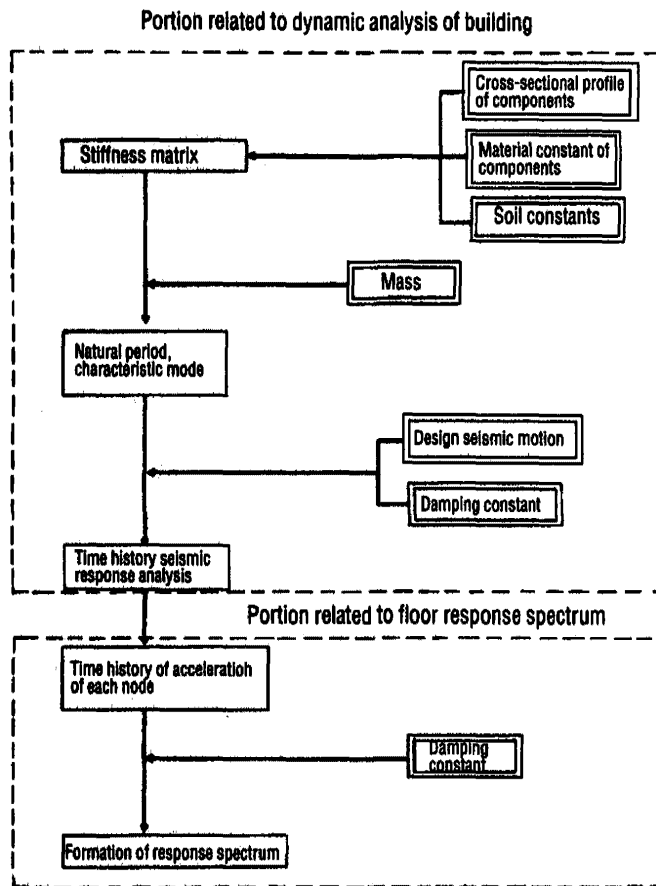 Portion related to dynamic analysis of building
Cross-sectional profile
of components
Stiffness matrix
Material constant of
components
Soil constants
Mass
Natural period,
characteristic mode
Design seismic motion
Damping constant
Time history seismic
response analysis
Portion related to floor response spectrum
Time history of acceleration
of each node
Damping
constant
Formation of response spectrum